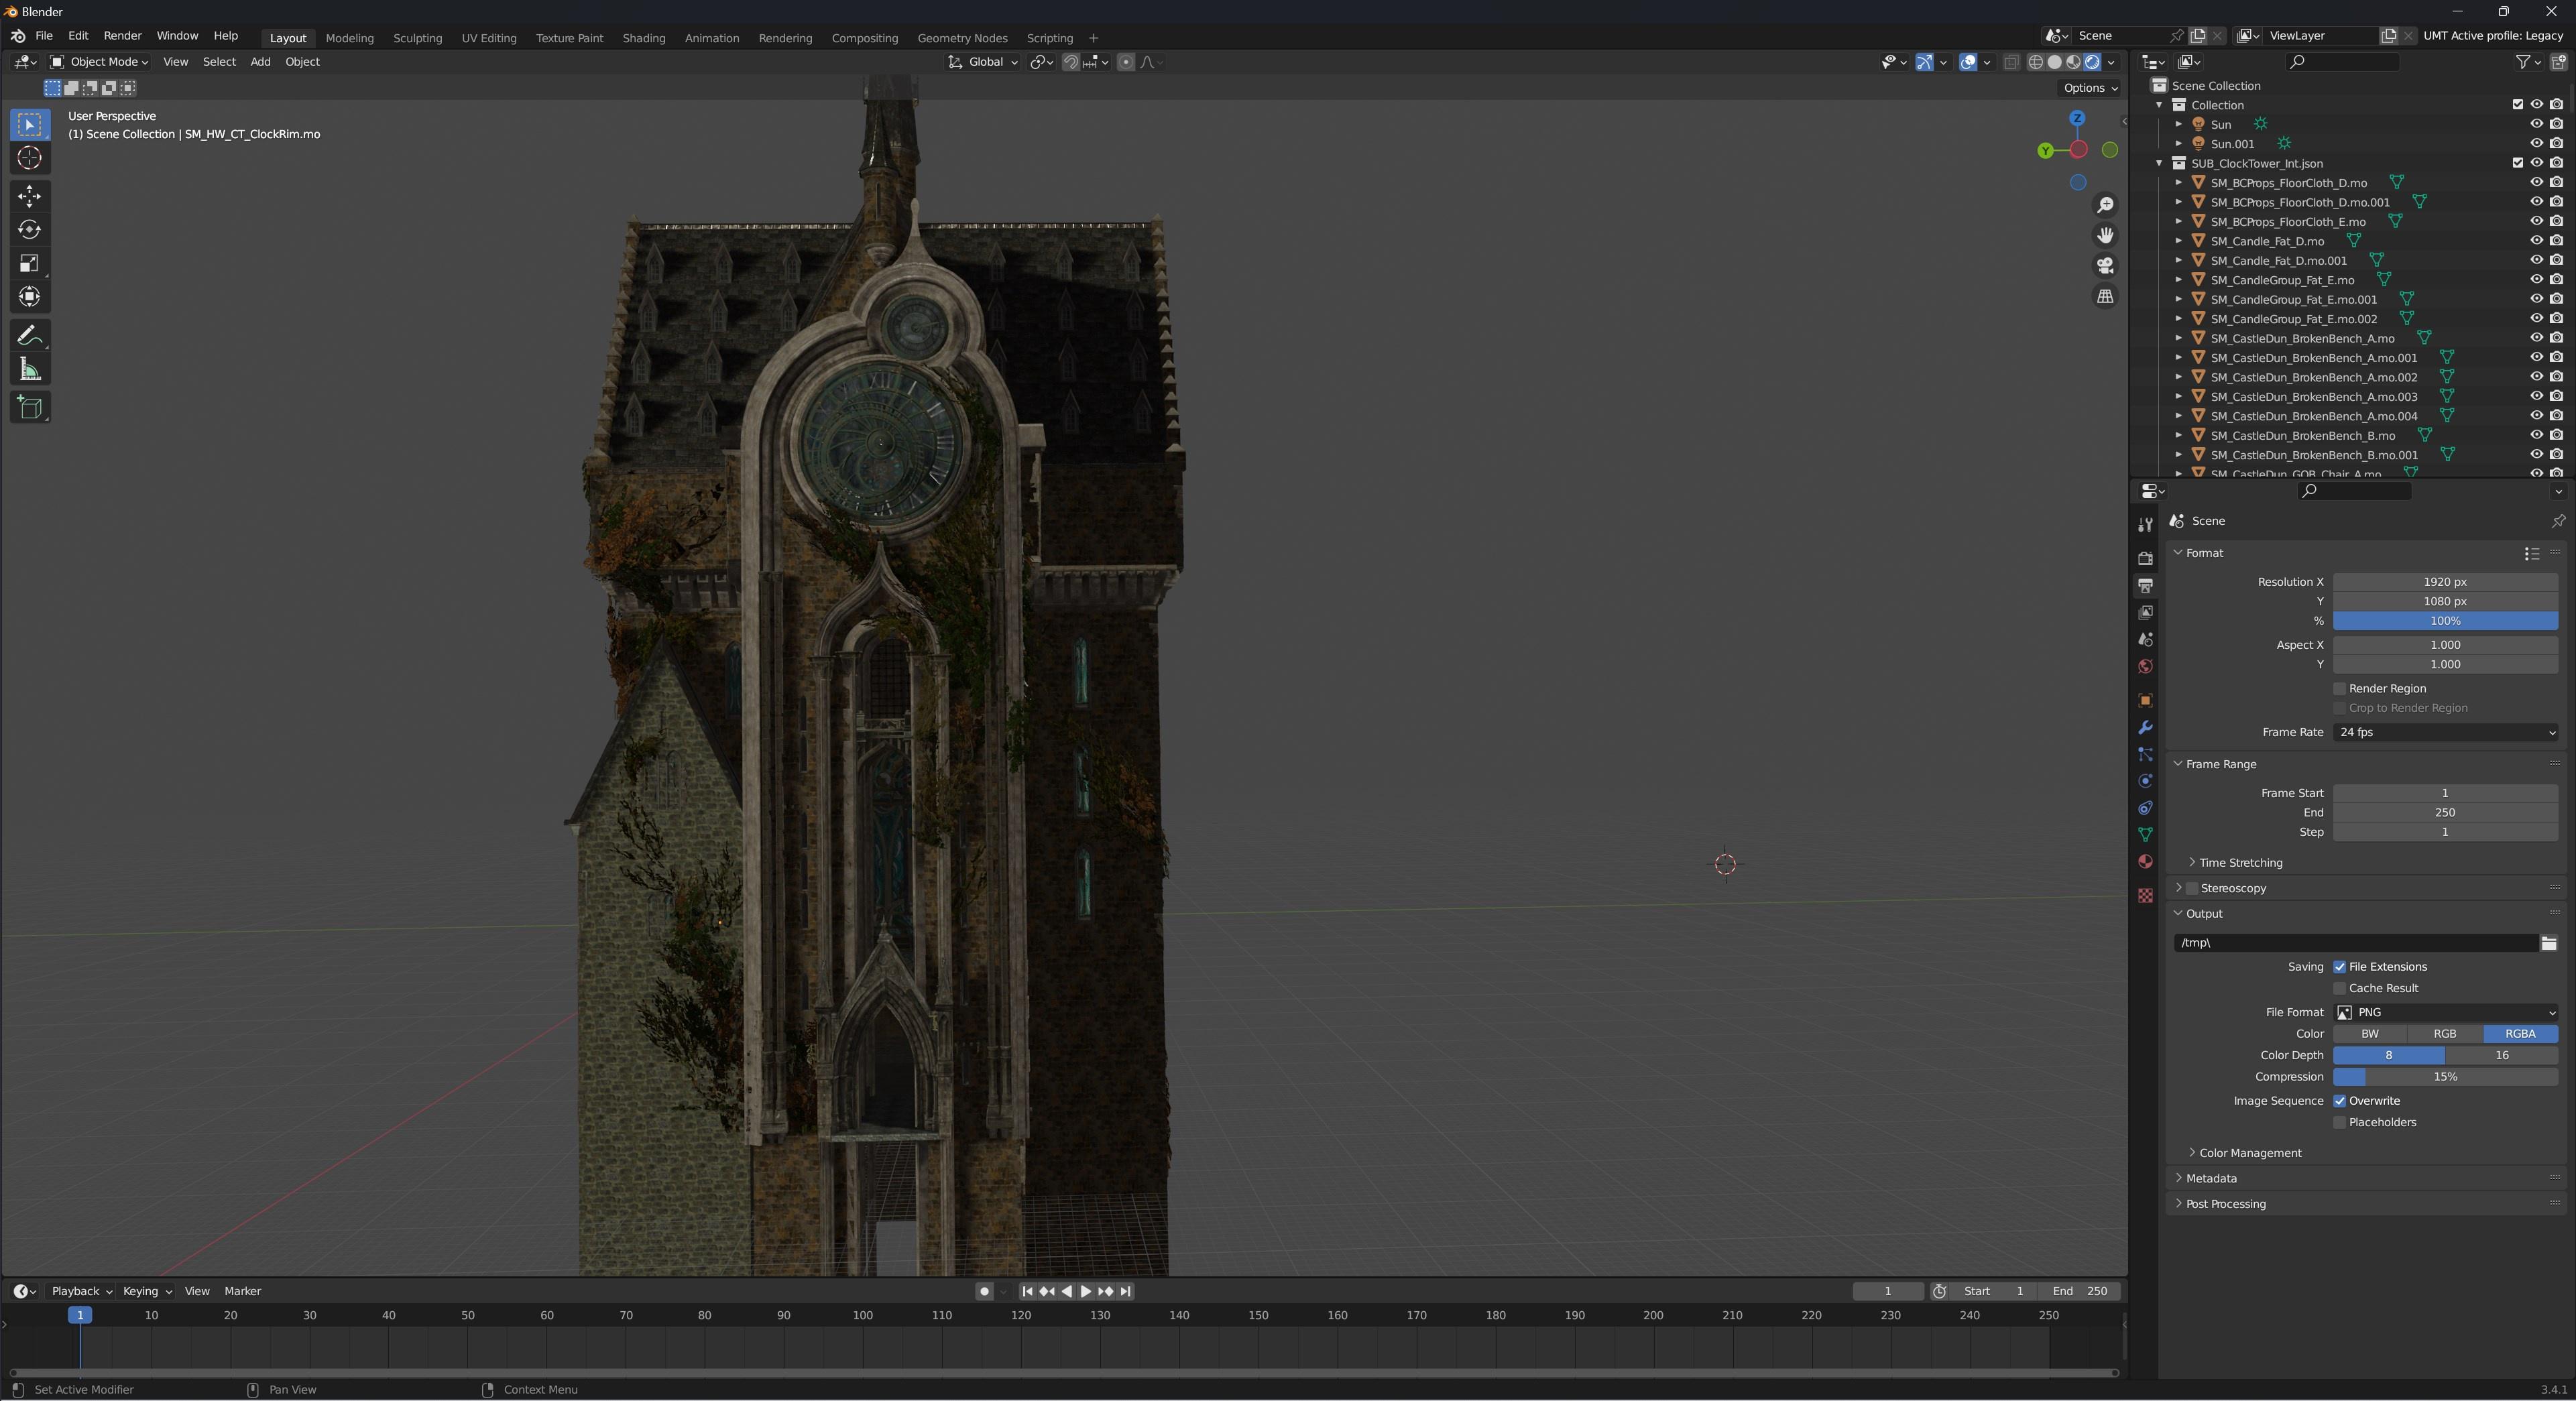 Blender
File Edit Render Window Help Layout Modeling Sculpting UV Editing Texture Paint Shading Animation Rendering Compositing Geometry Nodes Scripting + Scene ViewLayer UMT Active profile: Legacy
Object Mode View Select Add Object Global
Options
User Perspective
(1) Scene Collection | SM_HW_CT_ClockRim.mo
Z
Y
Scene Collection
Collection
Sun
Sun.001
SUB_ClockTower_Int.json
SM_BCProps_FloorCloth_D.mo
SM_BCProps_FloorCloth_D.mo.001
SM_BCProps_FloorCloth_E.mo
SM_Candle_Fat_D.mo
SM_Candle_Fat_D.mo.001
SM_CandleGroup_Fat_E.mo
SM_CandleGroup_Fat_E.mo.001
SM_CandleGroup_Fat_E.mo.002
SM_CastleDun_BrokenBench_A.mo
SM_CastleDun_BrokenBench_A.mo.001
SM_CastleDun_BrokenBench_A.mo.002
SM_CastleDun_BrokenBench_A.mo.003
SM_CastleDun_BrokenBench_A.mo.004
SM_CastleDun_BrokenBench_B.mo
SM_CastleDun_BrokenBench_B.mo.001
SM_CastleDun_GOB_Chair_A.mo
Scene
Format
Resolution X 1920 px
Y 1080 px
% 100%
Aspect X 1.000
Y 1.000
Render Region
Crop to Render Region
Frame Rate 24 fps
Frame Range
Frame Start 1
End 250
Step 1
Time Stretching
Stereoscopy
Output
/tmp\
Saving File Extensions
Cache Result
File Format PNG
Color BW RGB RGBA
Color Depth 8 16
Compression 15%
Image Sequence Overwrite
Placeholders
Color Management
Metadata
Post Processing
Playback Keying View Marker 1 Start 1 End 250
1 10 20 30 40 50 60 70 80 90 100 110 120 130 140 150 160 170 180 190 200 210 220 230 240 250
Set Active Modifier Pan View Context Menu 3.4.1